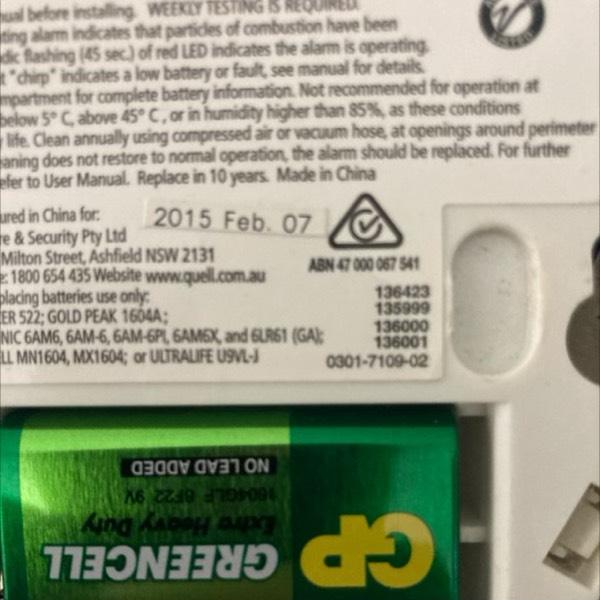 ual before installing. WEEKLY TESTING IS REQUIRED.
ting alarm indicates that particles of combustion have been
dic flashing (45 sec.) of red LED indicates the alarm is operating.
t "chirp" indicates a low battery or fault, see manual for details.
mpartment for complete battery information. Not recommended for operation at
below 5° C, above 45° C, or in humidity higher than 85%, as these conditions
life. Clean annually using compressed air or vacuum hose, at openings around perimeter
aning does not restore to normal operation, the alarm should be replaced. For further
efer to User Manual. Replace in 10 years. Made in China
ured in China for:
2015 Feb. 07
re & Security Pty Ltd
Milton Street, Ashfield NSW 2131
e: 1800 654 435 Website www.quell.com.au
ABN 47 000 067 541
placing batteries use only:
ER 522; GOLD PEAK 1604A;
NIC 6AM6, 6AM-6, 6AM-6PI, 6AM6X, and 6LR61 (GA);
LL MN1604, MX1604; or ULTRALIFE U9VL-J
136423
135999
136000
136001
0301-7109-02
GP
GREENCELL
Extra Heavy Duty
1604GLF 6F22 9V
NO LEAD ADDED